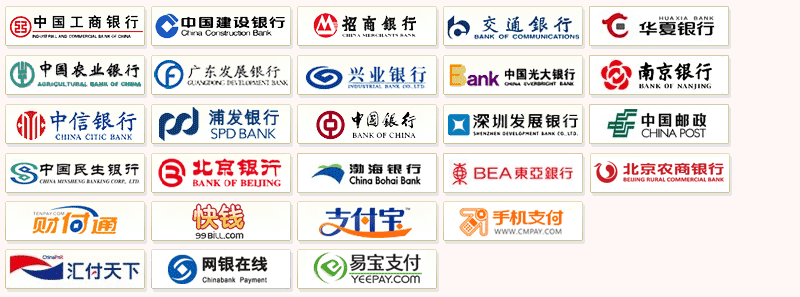 中国工商银行
INDUSTRIAL AND COMMERCIAL BANK OF CHINA
中国建设银行
China Construction Bank
招商银行
CHINA MERCHANTS BANK
交通银行
BANK OF COMMUNICATIONS
HUAXIA BANK
华夏银行
中国农业银行
AGRICULTURAL BANK OF CHINA
广东发展银行
GUANGDONG DEVELOPMENT BANK
兴业银行
INDUSTRIAL BANK CO.,LTD.
Bank 中国光大银行
CHINA EVERBRIGHT BANK
南京银行
BANK OF NANJING
中信银行
CHINA CITIC BANK
浦发银行
SPD BANK
中国银行
BANK OF CHINA
深圳发展银行
SHENZHEN DEVELOPMENT BANK CO.,LTD.
中国邮政
CHINA POST
中国民生银行
CHINA MINSHENG BANKING CORP., LTD.
北京银行
BANK OF BEIJING
渤海银行
China Bohai Bank
BEA東亞銀行
北京农商银行
BEIJING RURAL COMMERCIAL BANK
TENPAY.COM
财付通
快钱
99BILL.com
支付宝
手机支付
WWW.CMPAY.COM
ChinaPnR
汇付天下
网银在线
Chinabank Payment
易宝支付
YEEPAY.COM